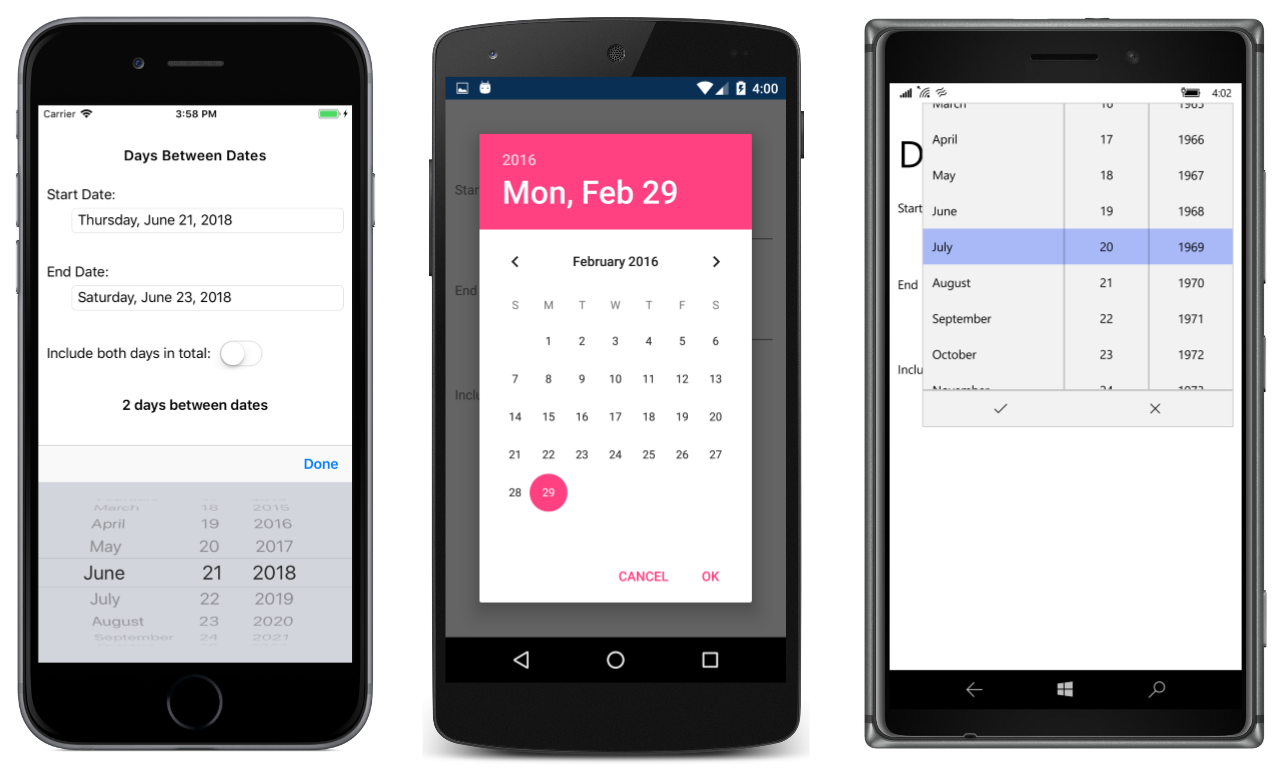 Carrier
3:58 PM
Days Between Dates
Start Date:
Thursday, June 21, 2018
End Date:
Saturday, June 23, 2018
Include both days in total:
2 days between dates
Done
March 18 2015
April 19 2016
May 20 2017
June 21 2018
July 22 2019
August 23 2020
September 24 2021
4:00
Star
End
Inclu
2016
Mon, Feb 29
February 2016
S M T W T F S
1 2 3 4 5 6
7 8 9 10 11 12 13
14 15 16 17 18 19 20
21 22 23 24 25 26 27
28 29
CANCEL OK
4:02
D
Start
End
Inclu
March 16 1965
April 17 1966
May 18 1967
June 19 1968
July 20 1969
August 21 1970
September 22 1971
October 23 1972
November 24 1973